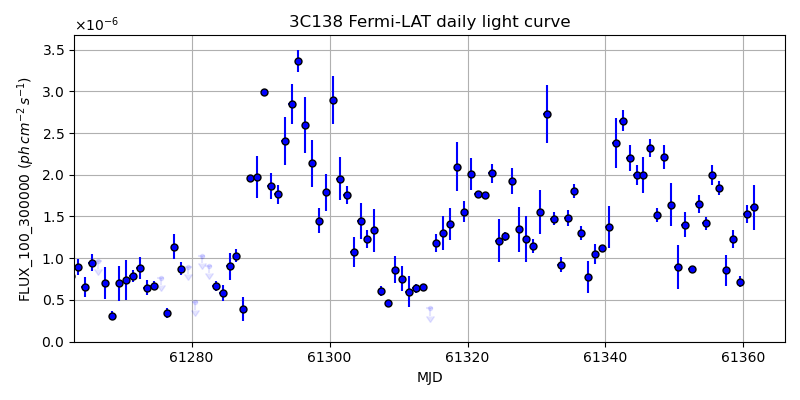 3C138 Fermi-LAT daily light curve
×10⁻⁶
FLUX_100_300000 (ph cm⁻² s⁻¹)
3.5
3.0
2.5
2.0
1.5
1.0
0.5
0.0
61280 61300 61320 61340 61360
MJD